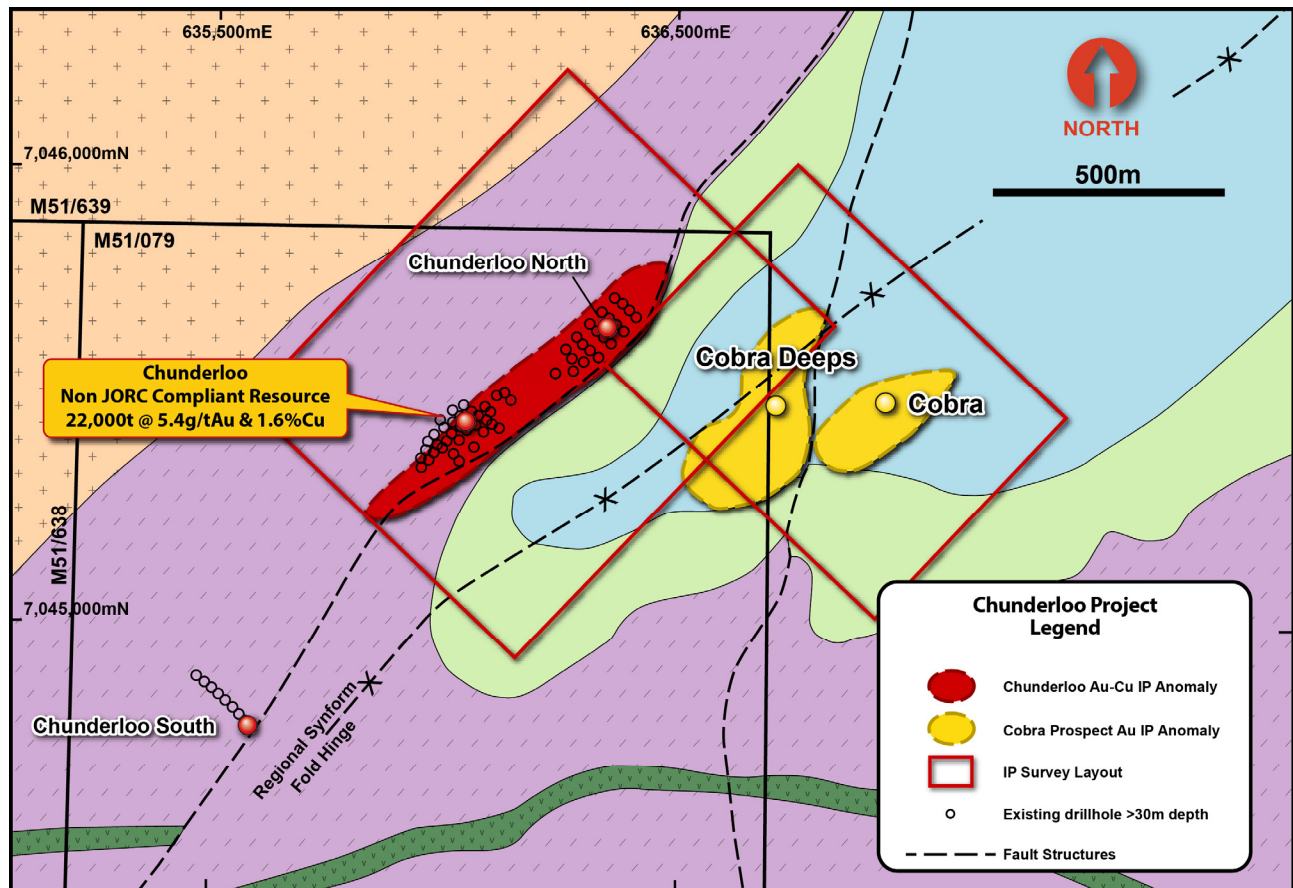 635,500mE
636,500mE
NORTH
500m
7,046,000mN
M51/639
M51/079
Chunderloo North
Chunderloo
Non JORC Compliant Resource
22,000t @ 5.4g/tAu & 1.6%Cu
Cobra Deeps
Cobra
M51/638
7,045,000mN
Chunderloo South
Regional Synform
Fold Hinge
Chunderloo Project
Legend
Chunderloo Au-Cu IP Anomaly
Cobra Prospect Au IP Anomaly
IP Survey Layout
Existing drillhole >30m depth
Fault Structures